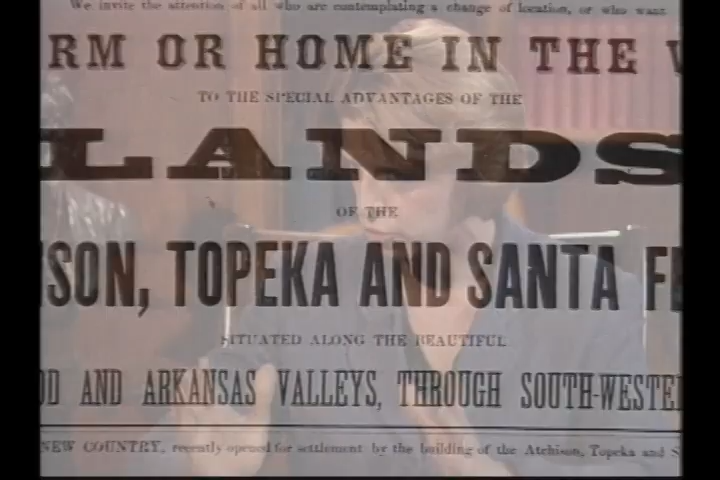 We invite the attention of all who are contemplating a change of location, or who want
RM OR HOME IN THE
TO THE SPECIAL ADVANTAGES OF THE
LANDS
OF THE
SON, TOPEKA AND SANTA F
SITUATED ALONG THE BEAUTIFUL
OD AND ARKANSAS VALLEYS, THROUGH SOUTH-WESTE
NEW COUNTRY, recently opened for settlement by the building of the Atchison, Topeka and S